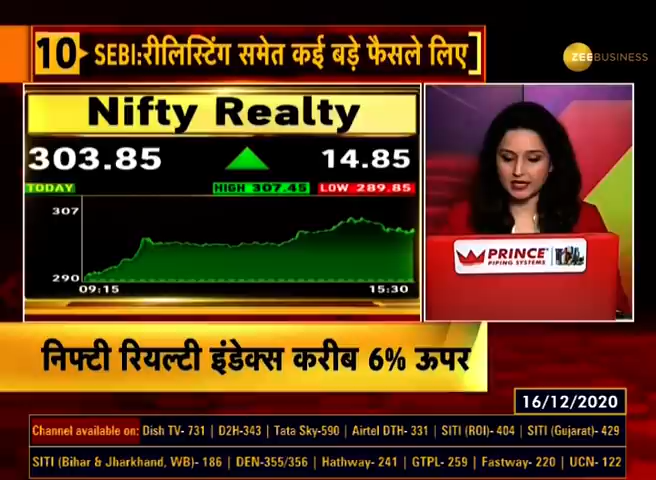 10 SEBI:रीलिस्टिंग समेत कई बड़े फैसले लिए
ZEE BUSINESS
Nifty Realty
303.85 14.85
TODAY HIGH 307.45 LOW 289.85
307
290
09:15 15:30
PRINCE
PIPING SYSTEMS
निफ्टी रियल्टी इंडेक्स करीब 6% ऊपर
16/12/2020
Channel available on: Dish TV- 731 | D2H-343 | Tata Sky-590 | Airtel DTH- 331 | SITI (ROI)- 404 | SITI (Gujarat)- 429
SITI (Bihar & Jharkhand, WB)- 186 | DEN-355/356 | Hathway- 241 | GTPL- 259 | Fastway- 220 | UCN- 122